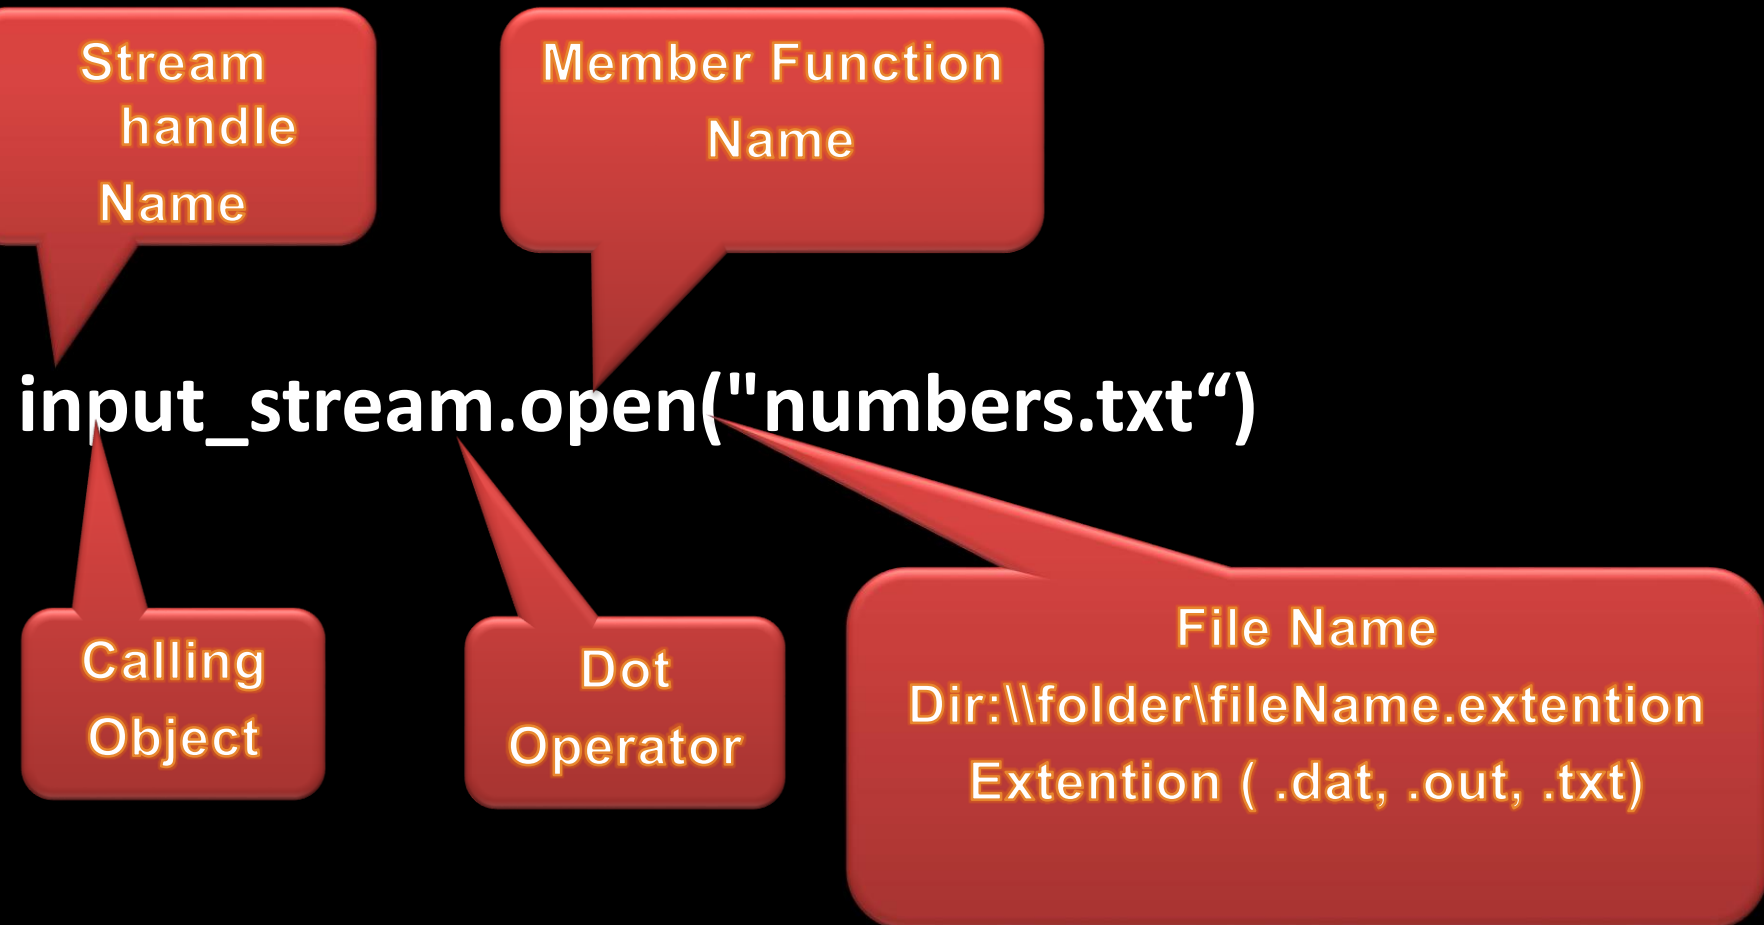 Stream
handle
Name
Member Function
Name
input_stream.open("numbers.txt“)
Calling
Object
Dot
Operator
File Name
Dir:\\folder\fileName.extention
Extention ( .dat, .out, .txt)